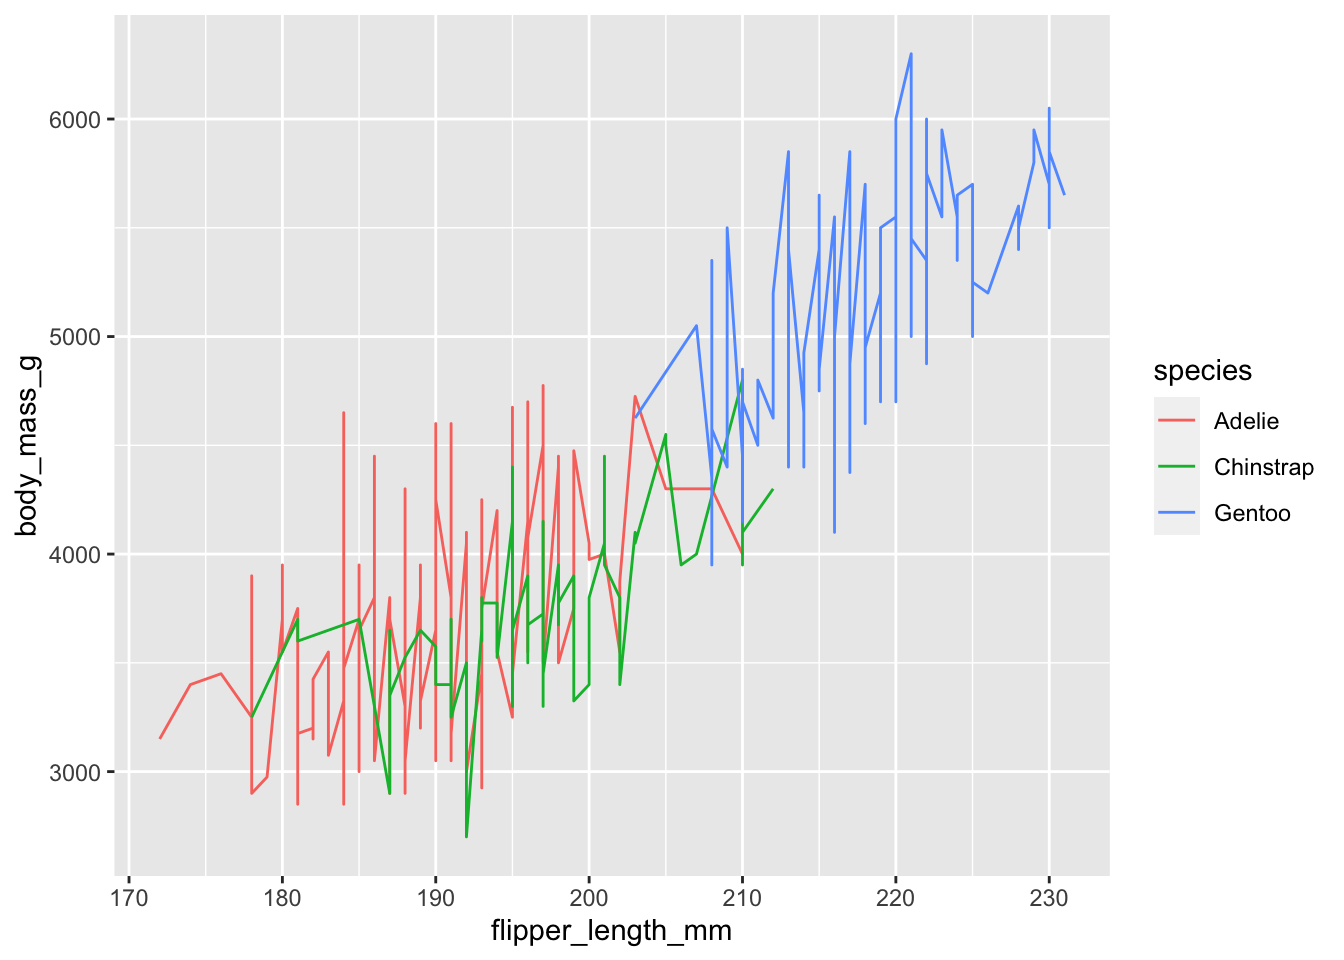 6000
5000
4000
3000
body_mass_g
170 180 190 200 210 220 230
flipper_length_mm
species
Adelie
Chinstrap
Gentoo